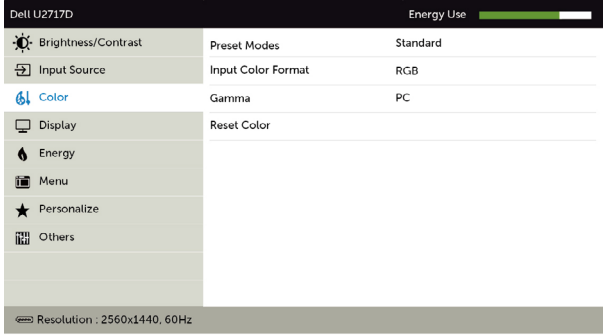 Dell U2717D Energy Use
Brightness/Contrast Preset Modes Standard
Input Source Input Color Format RGB
Color Gamma PC
Display Reset Color
Energy
Menu
Personalize
Others
Resolution : 2560x1440, 60Hz